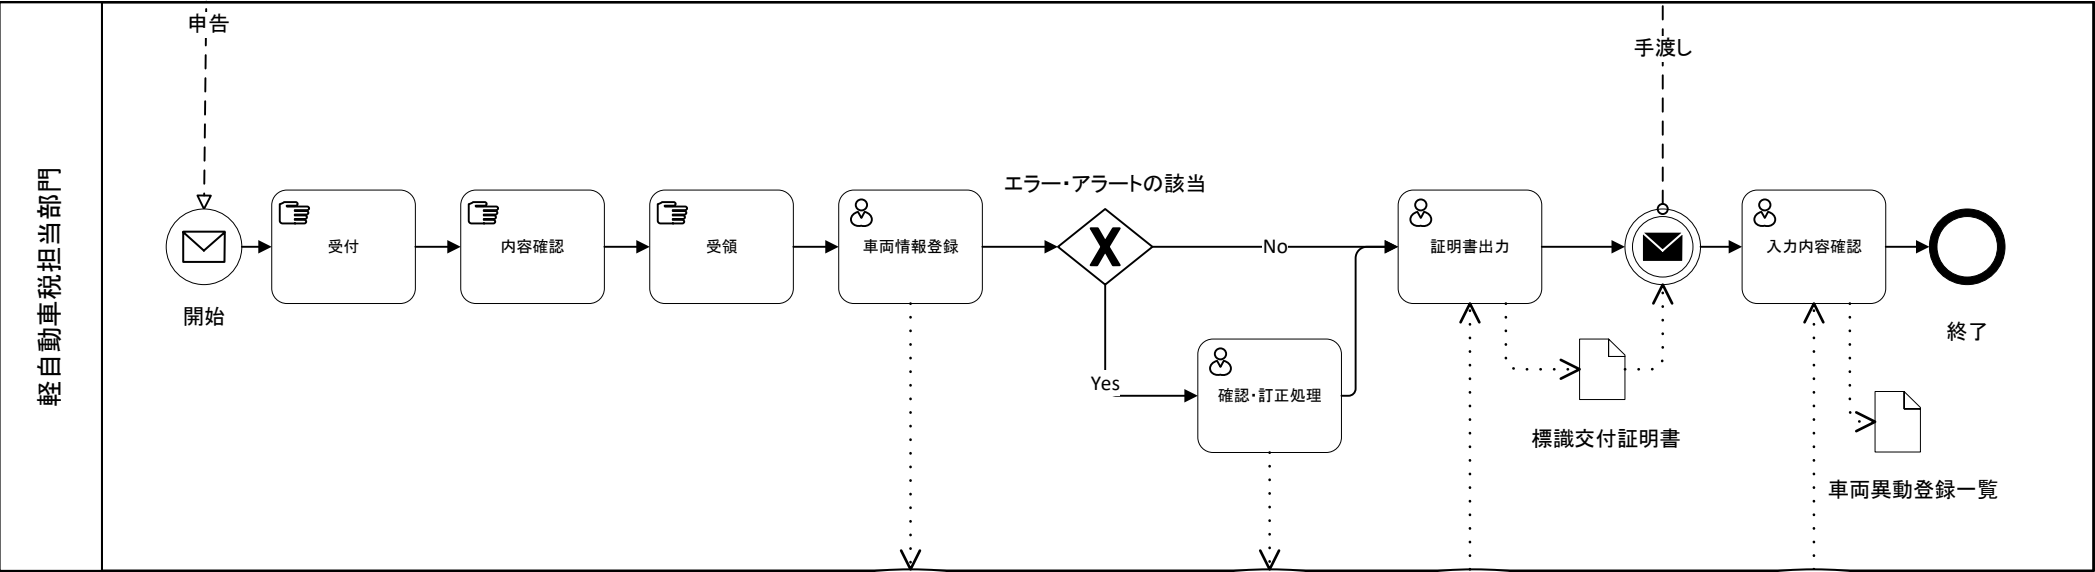 軽自動車税担当部門
申告
開始
受付
内容確認
受領
車両情報登録
エラー・アラートの該当
No
Yes
確認・訂正処理
証明書出力
標識交付証明書
手渡し
入力内容確認
車両異動登録一覧
終了